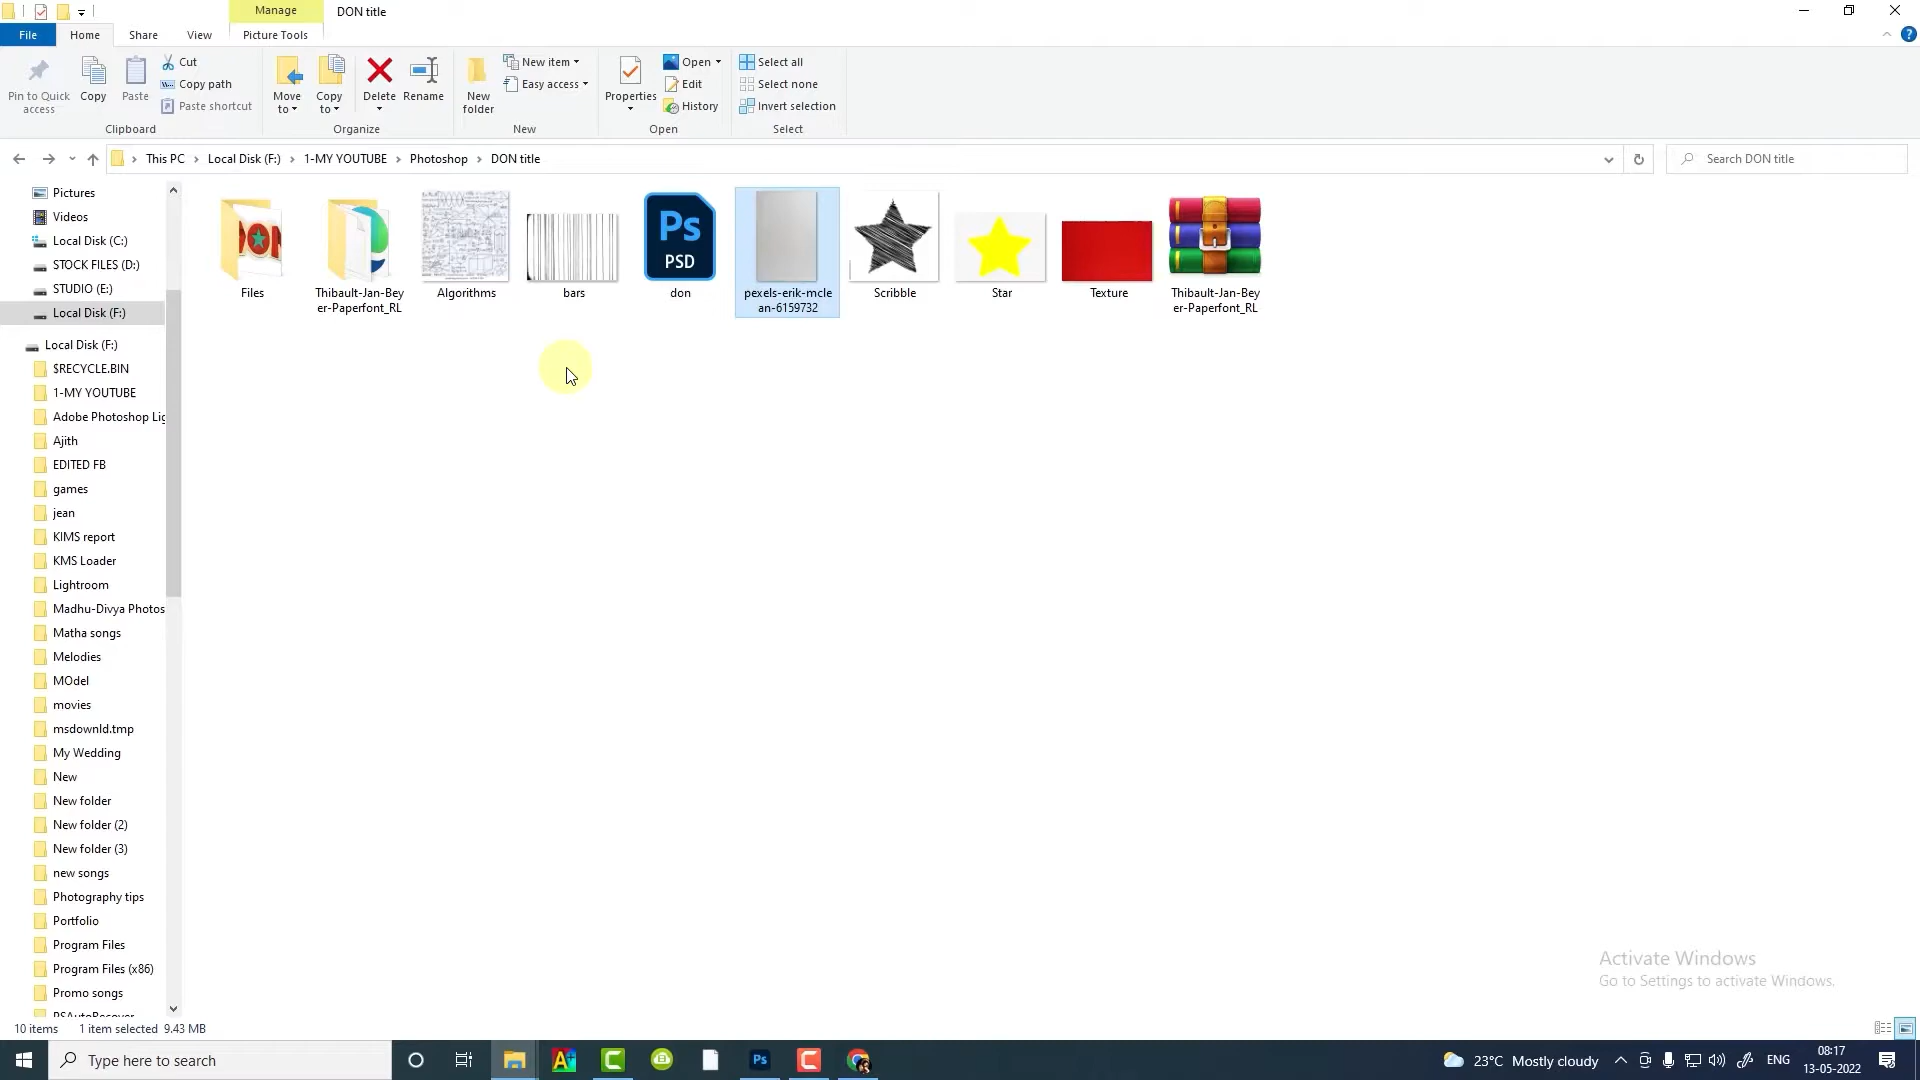 Manage
DON title
File
Home
Share
View
Picture Tools
Pin to Quick access
Copy
Paste
Cut
Copy path
Paste shortcut
Clipboard
Move to
Copy to
Delete
Rename
Organize
New folder
New item
Easy access
New
Properties
Open
Edit
History
Open
Select all
Select none
Invert selection
Select
This PC
Local Disk (F:)
1-MY YOUTUBE
Photoshop
DON title
Search DON title
Pictures
Videos
Local Disk (C:)
STOCK FILES (D:)
STUDIO (E:)
Local Disk (F:)
Local Disk (F:)
$RECYCLE.BIN
1-MY YOUTUBE
Adobe Photoshop Lig
Ajith
EDITED FB
games
jean
KIMS report
KMS Loader
Lightroom
Madhu-Divya Photos
Matha songs
Melodies
MOdel
movies
msdownld.tmp
My Wedding
New
New folder
New folder (2)
New folder (3)
new songs
Photography tips
Portfolio
Program Files
Program Files (x86)
Promo songs
PSAutoRecover
Files
Thibault-Jan-Bey
er-Paperfont_RL
Algorithms
bars
Ps
PSD
don
pexels-erik-mcle
an-6159732
Scribble
Star
Texture
Thibault-Jan-Bey
er-Paperfont_RL
Activate Windows
Go to Settings to activate Windows.
10 items
1 item selected 9.43 MB
Type here to search
Ps
23°C Mostly cloudy
ENG
08:17
13-05-2022